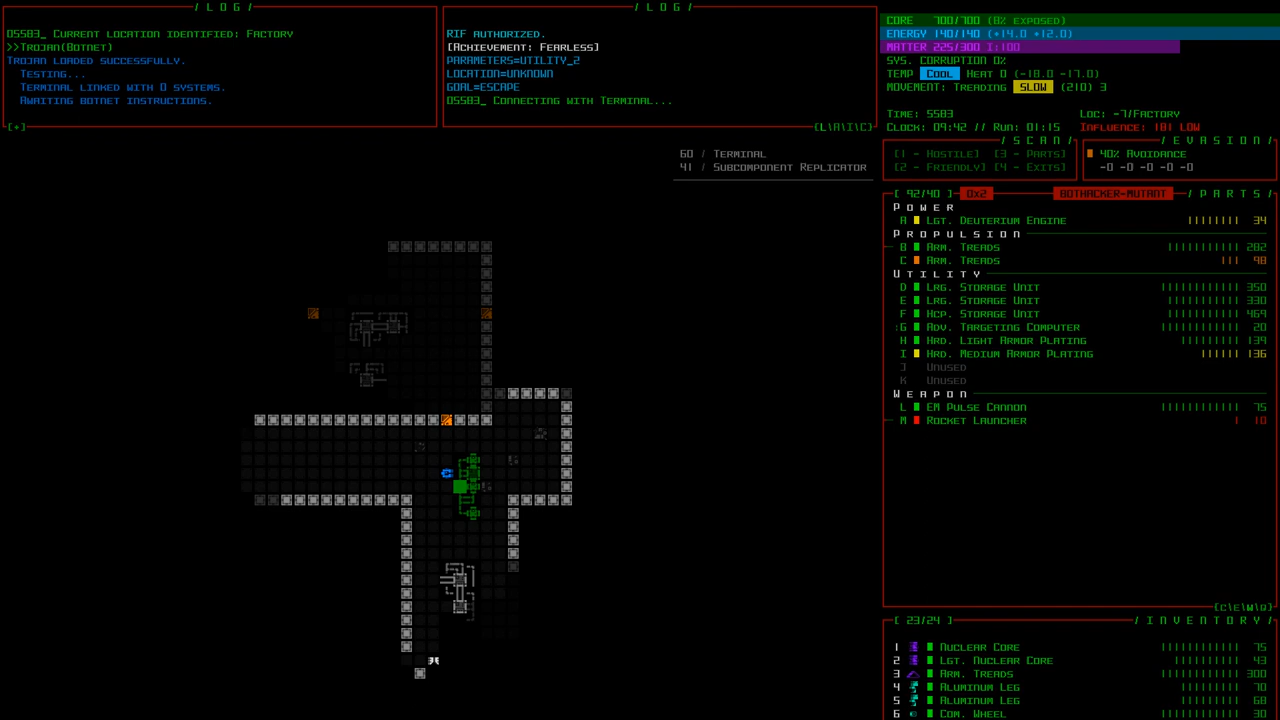 / LOG /
05583_ Current location identified: Factory
>>Trojan(Botnet)
Trojan loaded successfully.
Testing...
Terminal linked with 0 systems.
Awaiting botnet instructions.
[+]
/ LOG /
RIF authorized.
[Achievement: Fearless]
PARAMETERS=UTILITY_2
LOCATION=UNKNOWN
GOAL=ESCAPE
05583_ Connecting with Terminal...
{L\A\I\C}
60 / Terminal
41 / Subcomponent Replicator
CORE 700/700 (8% EXPOSED)
ENERGY 140/140 (+14.0 +12.0)
MATTER 225/300 I:100
SYS. CORRUPTION 0%
TEMP Cool Heat 0 (-18.0 -17.0)
MOVEMENT: Treading SLOW (210) 3
Time: 5583 Loc: -7/Factory
Clock: 09:42 // Run: 01:15 Influence: 181 LOW
/ SCAN /
[1 - Hostile] [3 - Parts]
[2 - Friendly] [4 - Exits]
/ EVASION /
40% Avoidance
-0 -0 -0 -0 -0
[ 92/40 ] 0x2 BOTHACKER-MUTANT / PARTS /
Power
A Lgt. Deuterium Engine 34
Propulsion
B Arm. Treads 282
C Arm. Treads 98
Utility
D Lrg. Storage Unit 350
E Lrg. Storage Unit 330
F Hcp. Storage Unit 469
:G Adv. Targeting Computer 20
H Hrd. Light Armor Plating 139
I Hrd. Medium Armor Plating 136
J Unused
K Unused
Weapon
L EM Pulse Cannon 75
M Rocket Launcher 10
{C\E\W\Q}
[ 23/24 ] / INVENTORY /
1 Nuclear Core 75
2 Lgt. Nuclear Core 43
3 Arm. Treads 300
4 Aluminum Leg 70
5 Aluminum Leg 68
6 Com. Wheel 30